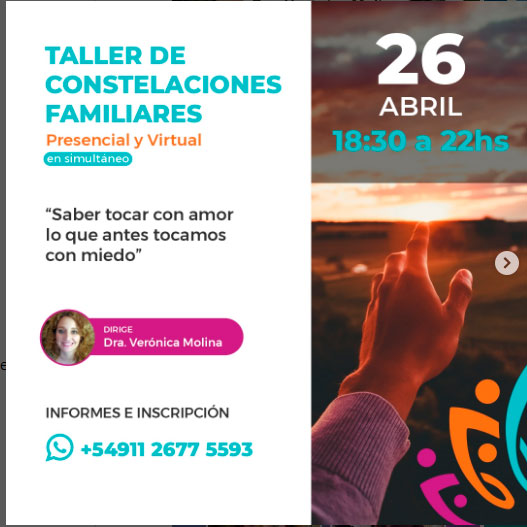 TALLER DE
CONSTELACIONES
FAMILIARES
Presencial y Virtual
en simultáneo
26
ABRIL
18:30 a 22hs
“Saber tocar con amor
lo que antes tocamos
con miedo”
DIRIGE
Dra. Verónica Molina
INFORMES E INSCRIPCIÓN
+54911 2677 5593